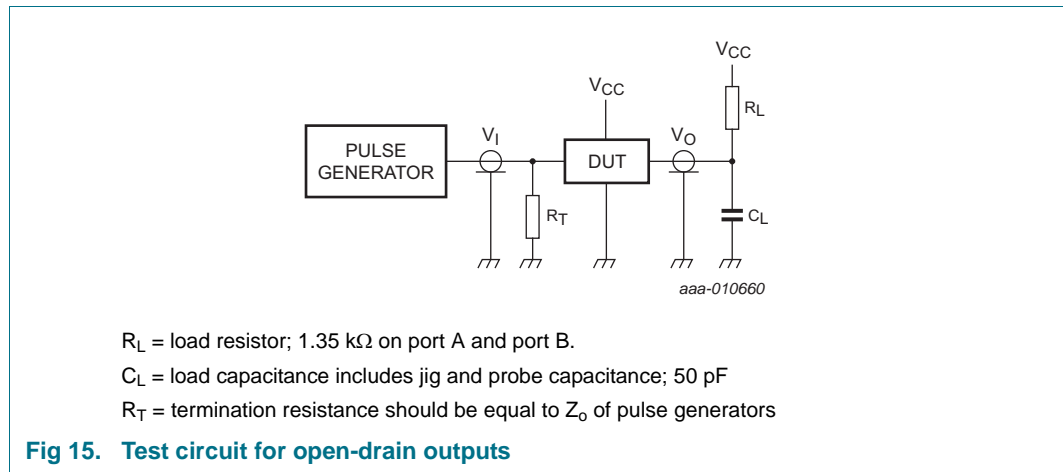 VCC
VCC
RL
VI
VO
PULSE
GENERATOR
DUT
RT
CL
aaa-010660
RL = load resistor; 1.35 kΩ on port A and port B.
CL = load capacitance includes jig and probe capacitance; 50 pF
RT = termination resistance should be equal to Zo of pulse generators
Fig 15. Test circuit for open-drain outputs